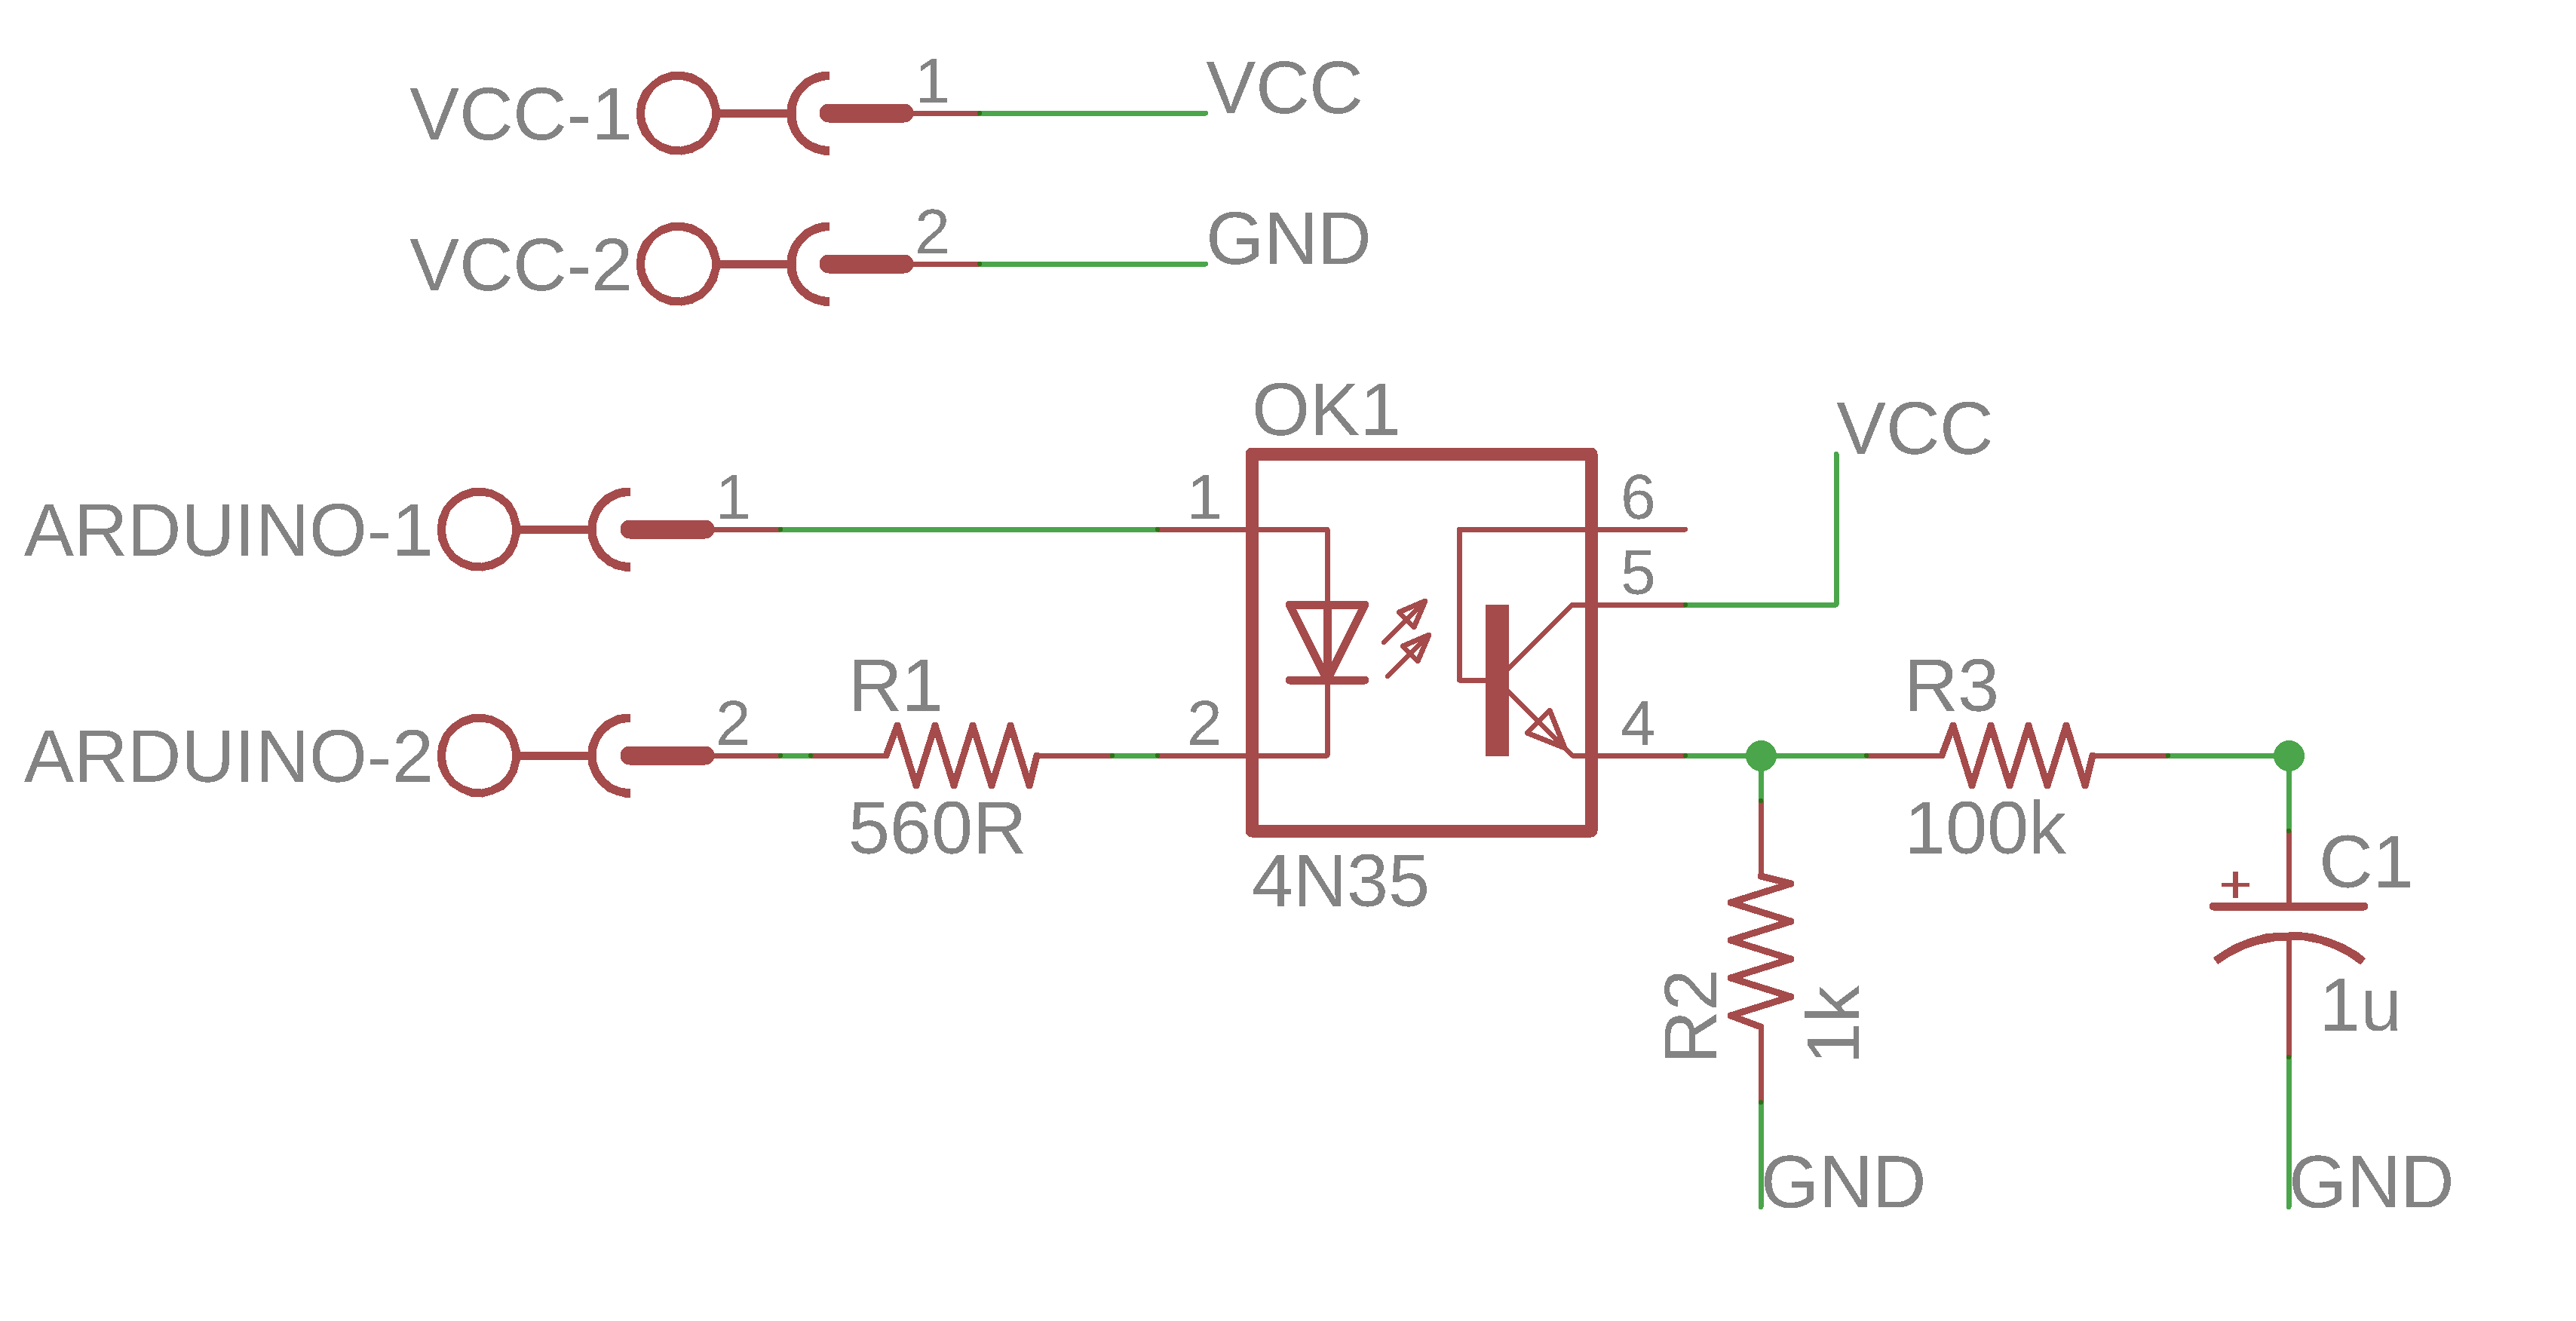 VCC-1 1 VCC
VCC-2 2 GND
OK1
VCC
ARDUINO-1 1 1 6
5
ARDUINO-2 2 R1 2 4 R3
560R 100k
4N35
C1
+
R2 1k 1u
GND GND